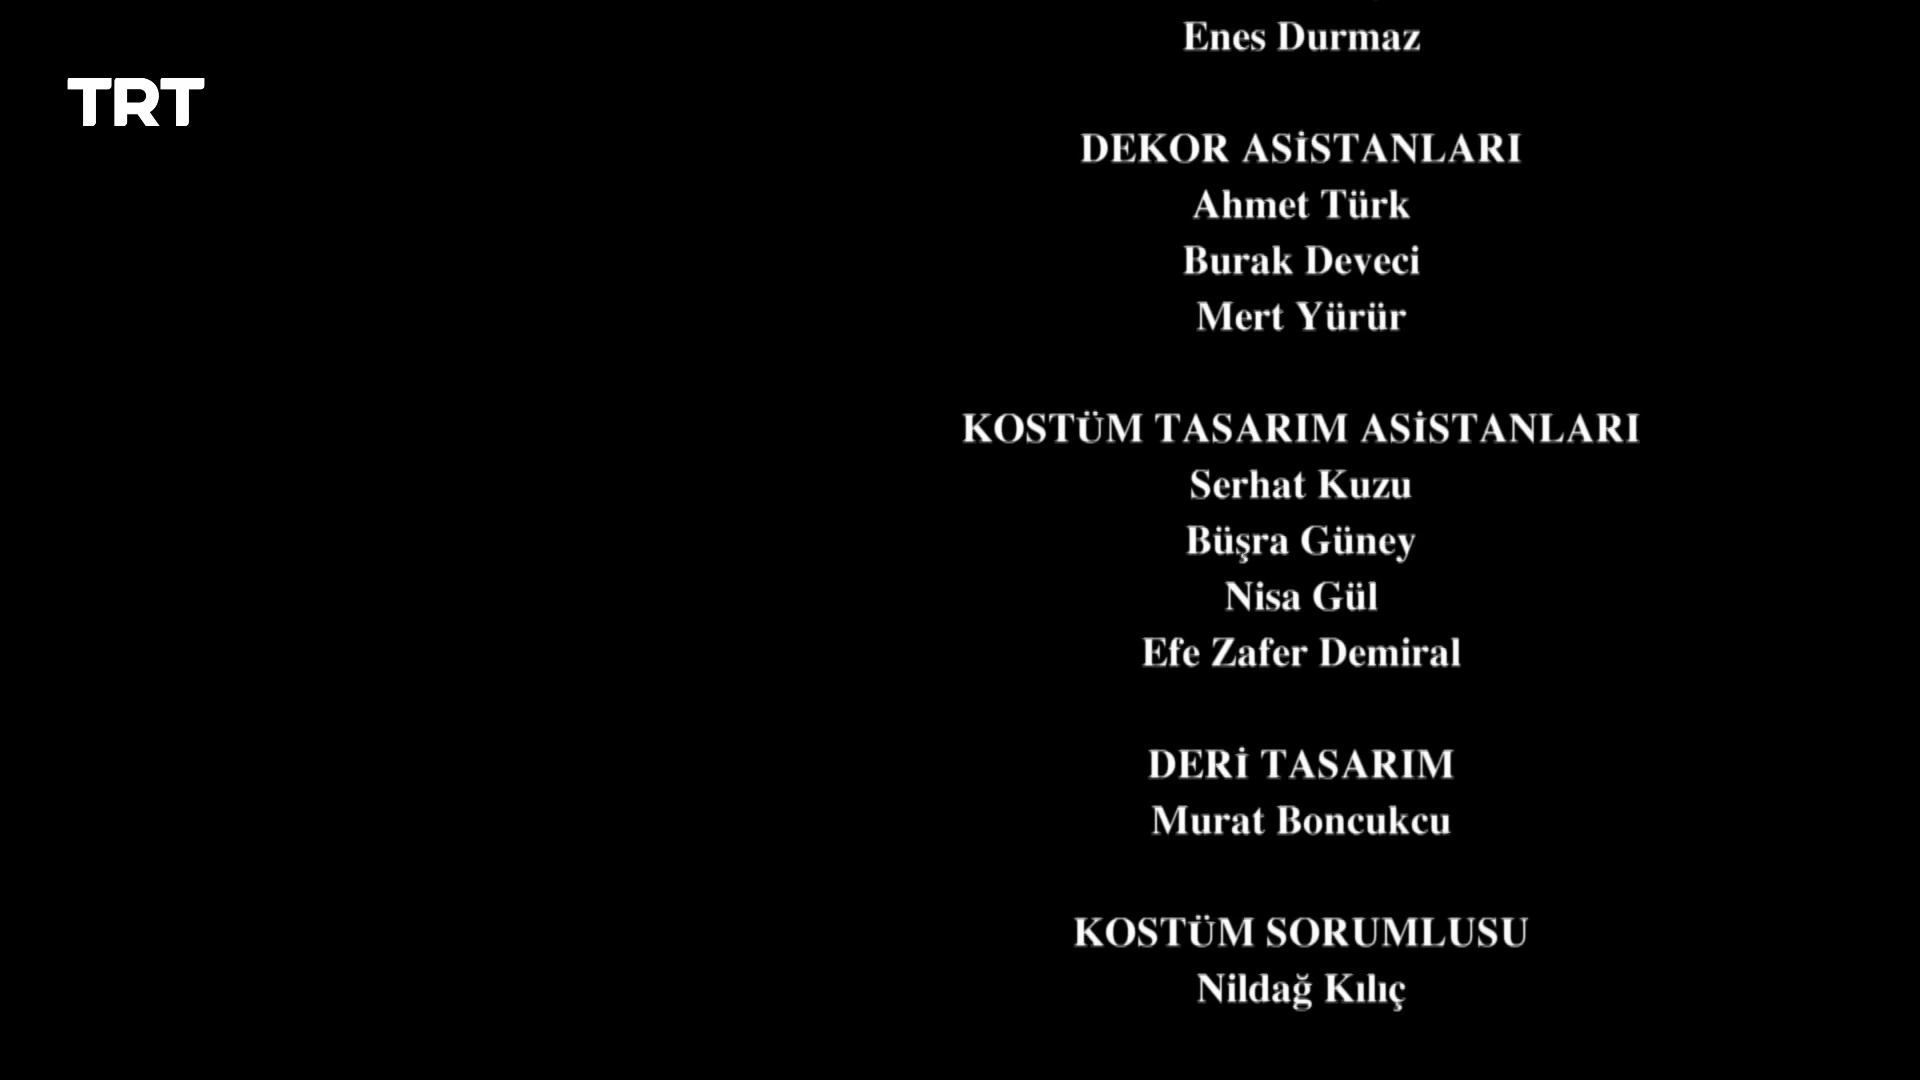 TRT
Enes Durmaz
DEKOR ASİSTANLARI
Ahmet Türk
Burak Deveci
Mert Yürür
KOSTÜM TASARIM ASİSTANLARI
Serhat Kuzu
Büşra Güney
Nisa Gül
Efe Zafer Demiral
DERİ TASARIM
Murat Boncukcu
KOSTÜM SORUMLUSU
Nildağ Kılıç